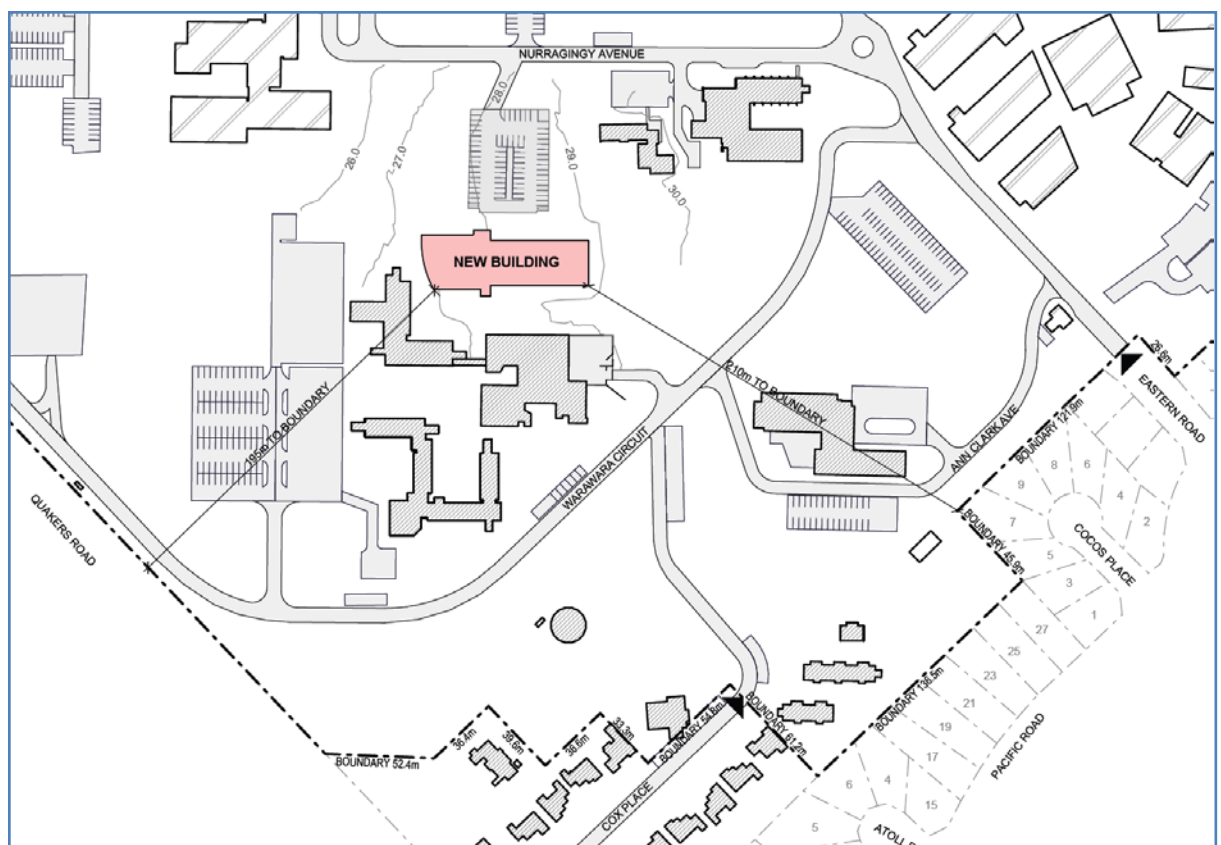 NURRAGINGY AVENUE
28.0
26.0
27.0
29.0
30.0
NEW BUILDING
195m TO BOUNDARY
210m TO BOUNDARY
WARAWARA CIRCUIT
ANN CLARK AVE
QUAKERS ROAD
26.6m
EASTERN ROAD
BOUNDARY 121.9m
8
6
9
4
7
2
COCOS PLACE
BOUNDARY 45.9m
5
3
1
27
25
23
21
19
17
15
BOUNDARY 136.5m
PACIFIC ROAD
BOUNDARY 52.4m
36.4m
39.6m
36.6m
33.3m
BOUNDARY 54.8m
BOUNDARY 61.2m
COX PLACE
6
4
5